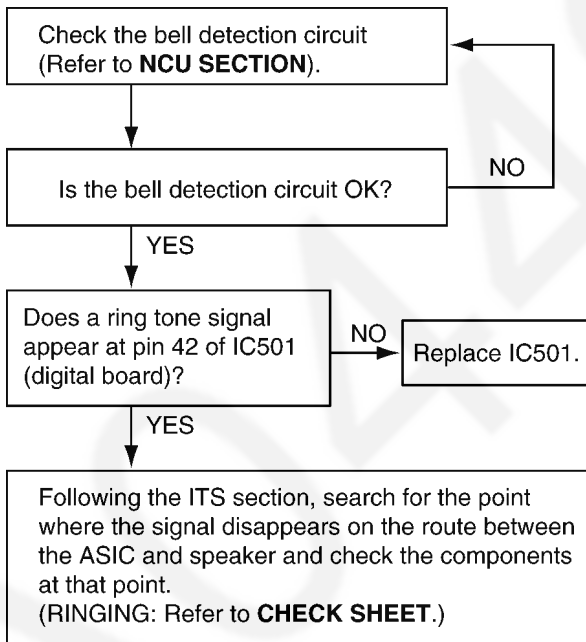 Check the bell detection circuit
(Refer to NCU SECTION).
Is the bell detection circuit OK?
NO
YES
Does a ring tone signal
appear at pin 42 of IC501
(digital board)?
NO
Replace IC501.
YES
Following the ITS section, search for the point
where the signal disappears on the route between
the ASIC and speaker and check the components
at that point.
(RINGING: Refer to CHECK SHEET.)